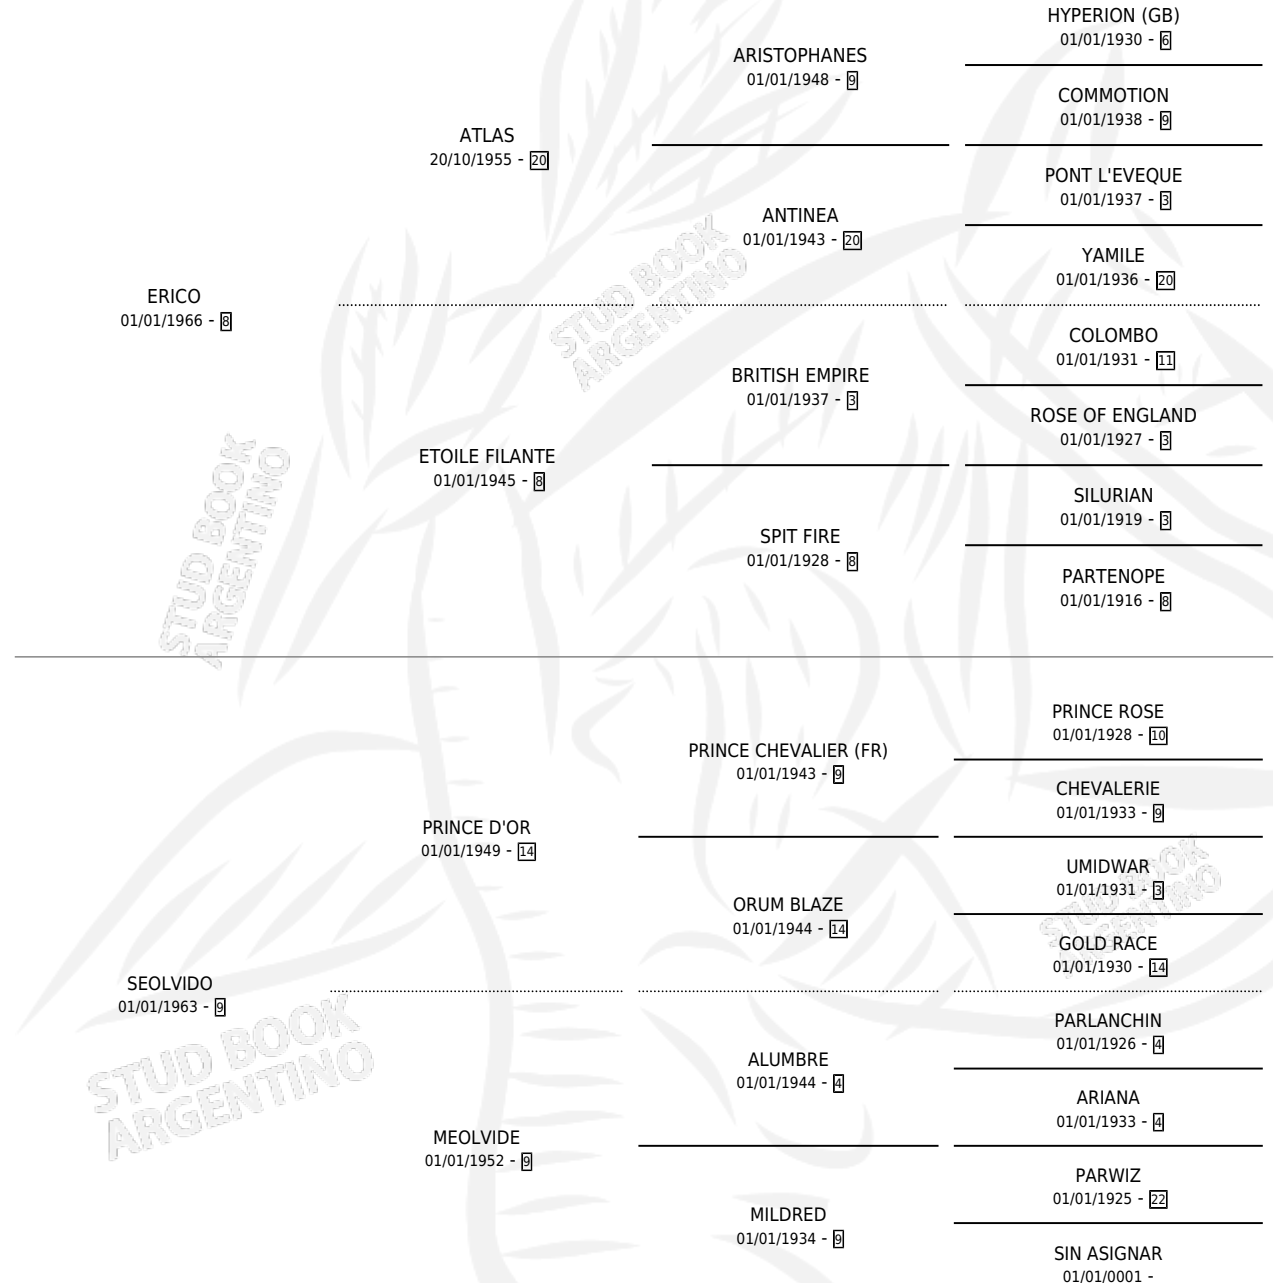 HYPERION (GB)
01/01/1930 - 6
ARISTOPHANES
01/01/1948 - 9
COMMOTION
01/01/1938 - 9
ATLAS
20/10/1955 - 20
PONT L'EVEQUE
01/01/1937 - 3
ANTINEA
01/01/1943 - 20
YAMILE
01/01/1936 - 20
ERICO
01/01/1966 - 8
COLOMBO
01/01/1931 - 11
BRITISH EMPIRE
01/01/1937 - 3
ROSE OF ENGLAND
01/01/1927 - 3
ETOILE FILANTE
01/01/1945 - 8
SILURIAN
01/01/1919 - 3
SPIT FIRE
01/01/1928 - 8
PARTENOPE
01/01/1916 - 8
STUD BOOK
ARGENTINO
STUD BOOK
ARGENTINO
PRINCE ROSE
01/01/1928 - 10
PRINCE CHEVALIER (FR)
01/01/1943 - 9
CHEVALERIE
01/01/1933 - 9
PRINCE D'OR
01/01/1949 - 14
UMIDWAR
01/01/1931 - 3
ORUM BLAZE
01/01/1944 - 14
GOLD RACE
01/01/1930 - 14
SEOLVIDO
01/01/1963 - 9
PARLANCHIN
01/01/1926 - 4
ALUMBRE
01/01/1944 - 4
ARIANA
01/01/1933 - 4
MEOLVIDE
01/01/1952 - 9
PARWIZ
01/01/1925 - 22
MILDRED
01/01/1934 - 9
SIN ASIGNAR
01/01/0001 -
STUD BOOK
ARGENTINO
STUD BOOK
ARGENTINO